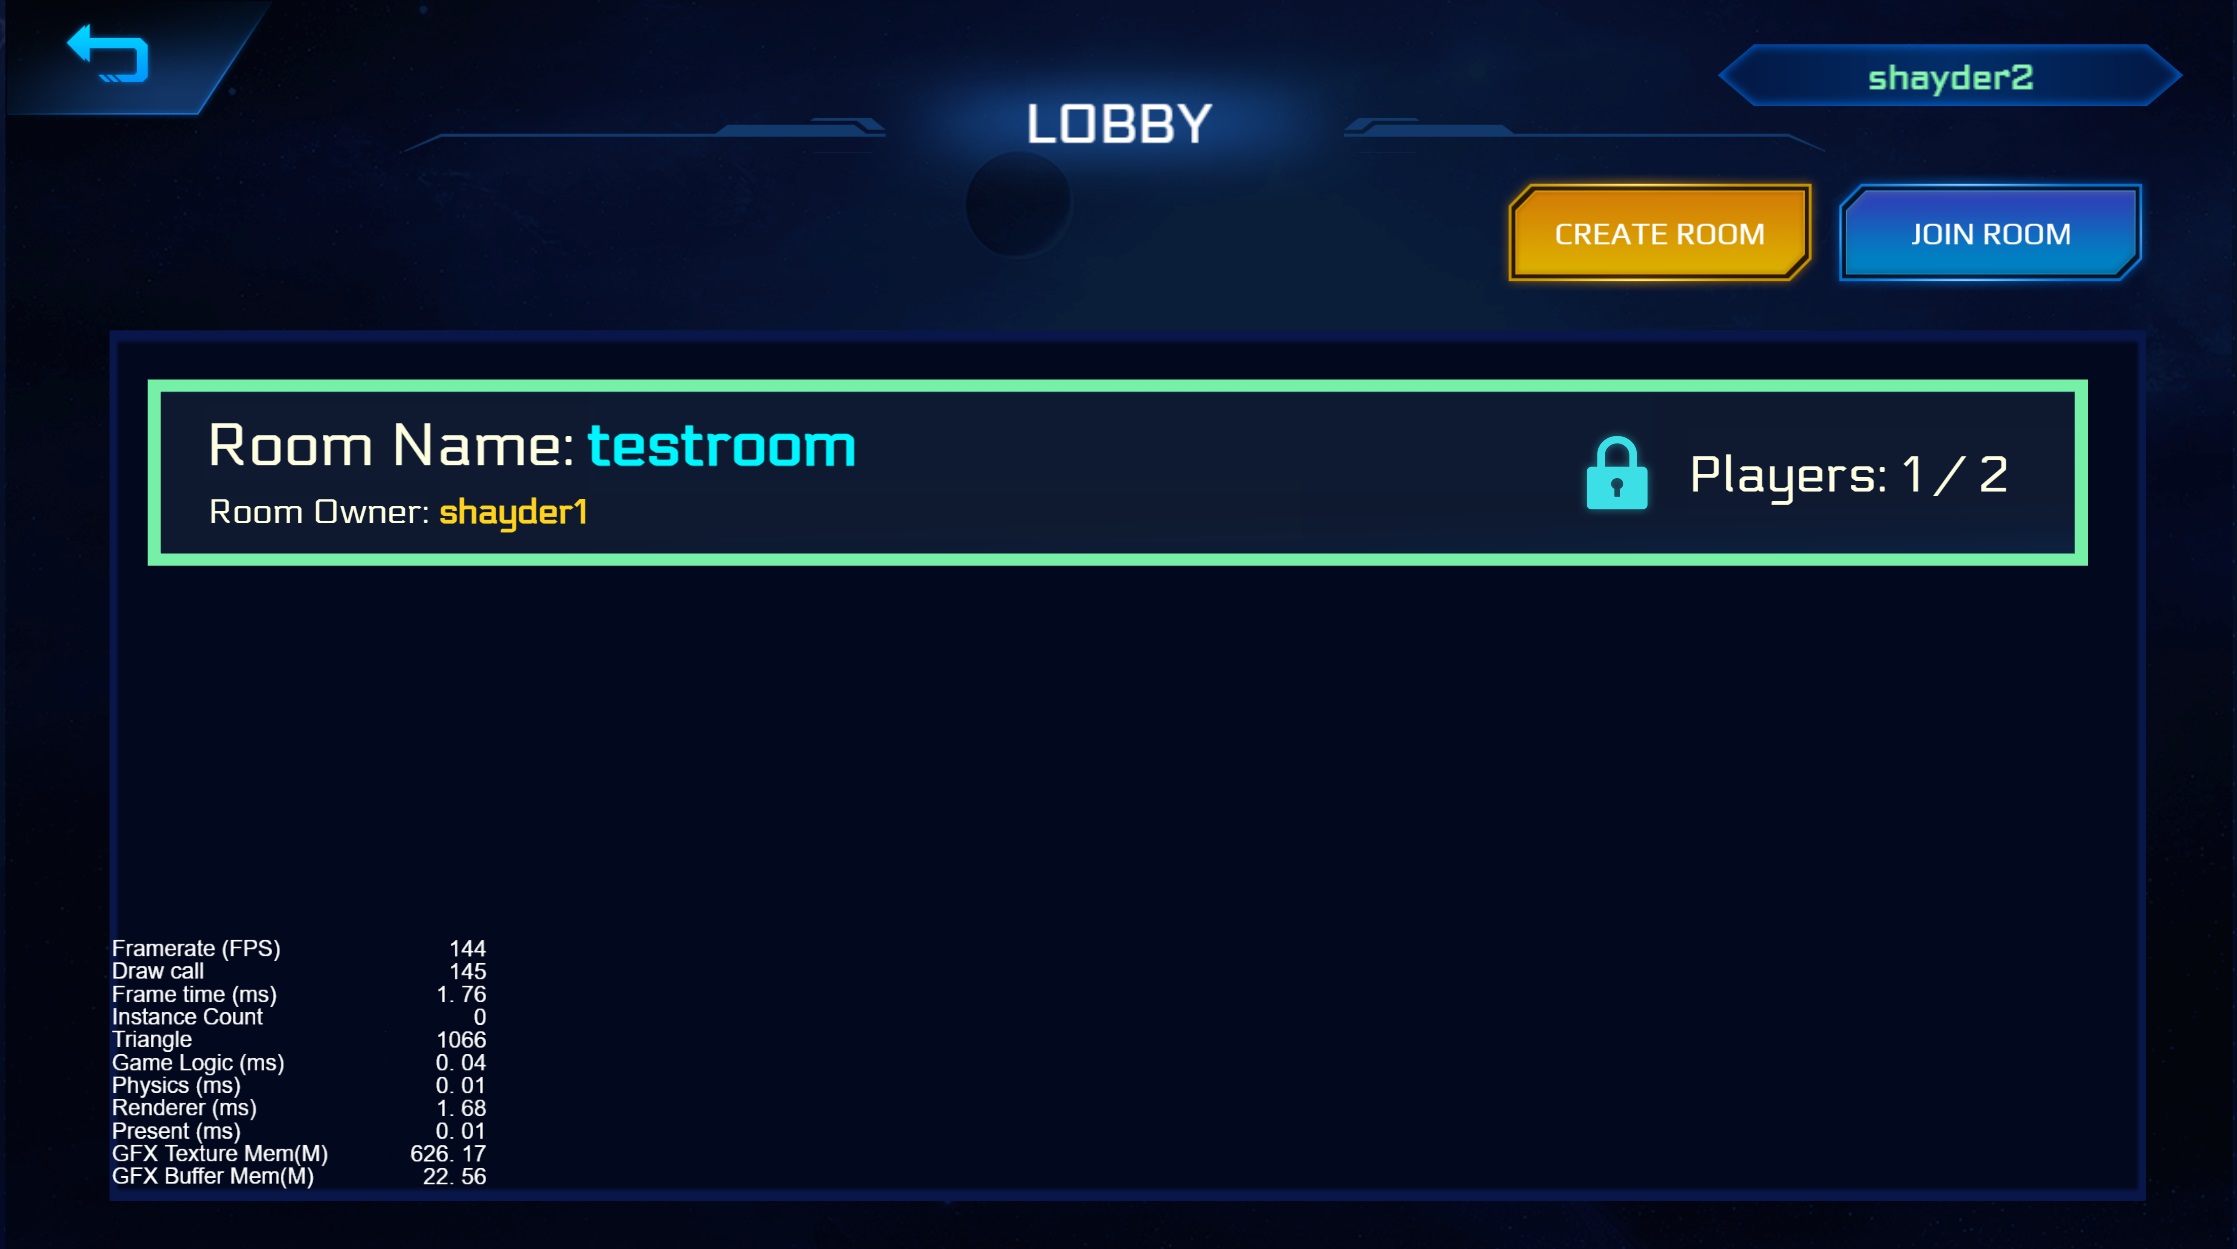 shayder2
LOBBY
CREATE ROOM
JOIN ROOM
Room Name: testroom
Room Owner: shayder1
Players: 1 / 2
Framerate (FPS) 144
Draw call 145
Frame time (ms) 1. 76
Instance Count 0
Triangle 1066
Game Logic (ms) 0. 04
Physics (ms) 0. 01
Renderer (ms) 1. 68
Present (ms) 0. 01
GFX Texture Mem(M) 626. 17
GFX Buffer Mem(M) 22. 56